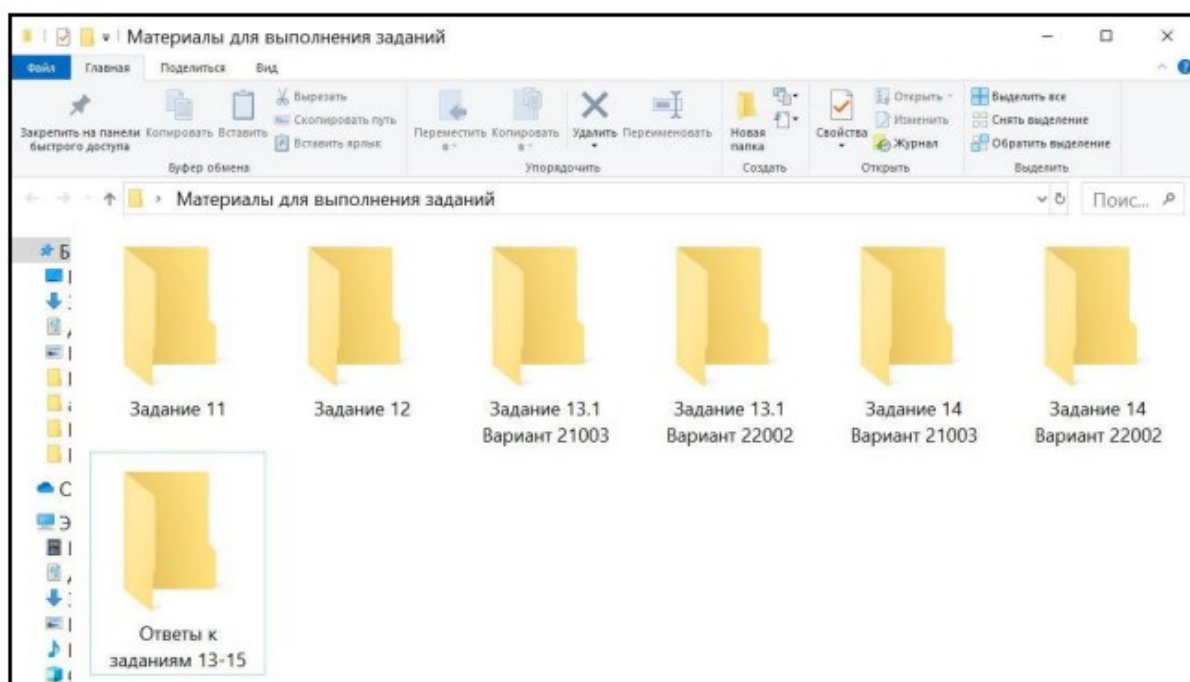 Материалы для выполнения заданий
Файл Главная Поделиться Вид
Вырезать
Скопировать путь
Вставить ярлык
Закрепить на панели быстрого доступа
Копировать Вставить
Переместить в Копировать в Удалить Переименовать
Новая папка
Свойства
Открыть
Изменить
Журнал
Выделить все
Снять выделение
Обратить выделение
Буфер обмена Упорядочить Создать Открыть Выделить
Материалы для выполнения заданий Поис...
Задание 11 Задание 12 Задание 13.1 Задание 13.1 Задание 14 Задание 14
Вариант 21003 Вариант 22002 Вариант 21003 Вариант 22002
Ответы к
заданиям 13-15